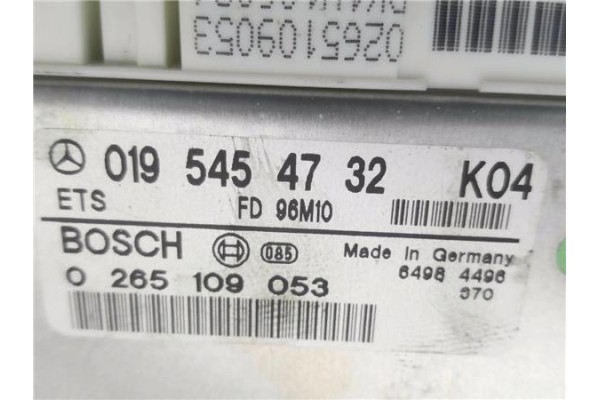 0265109053
019 545 47 32 K04
ETS FD 96M10
BOSCH 085 Made in Germany
0 265 109 053 6498 4496
370